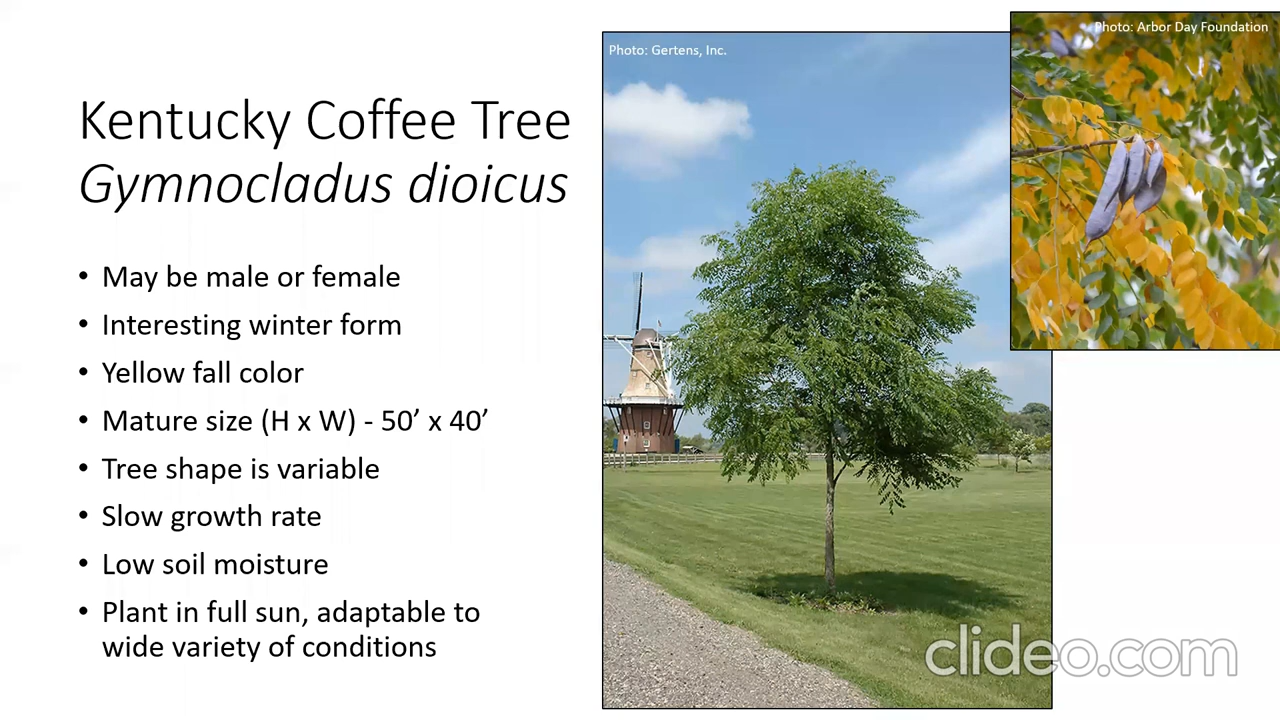 Kentucky Coffee Tree
Gymnocladus dioicus
• May be male or female
• Interesting winter form
• Yellow fall color
• Mature size (H x W) - 50’ x 40’
• Tree shape is variable
• Slow growth rate
• Low soil moisture
• Plant in full sun, adaptable to
wide variety of conditions
Photo: Gertens, Inc.
Photo: Arbor Day Foundation
clideo.com